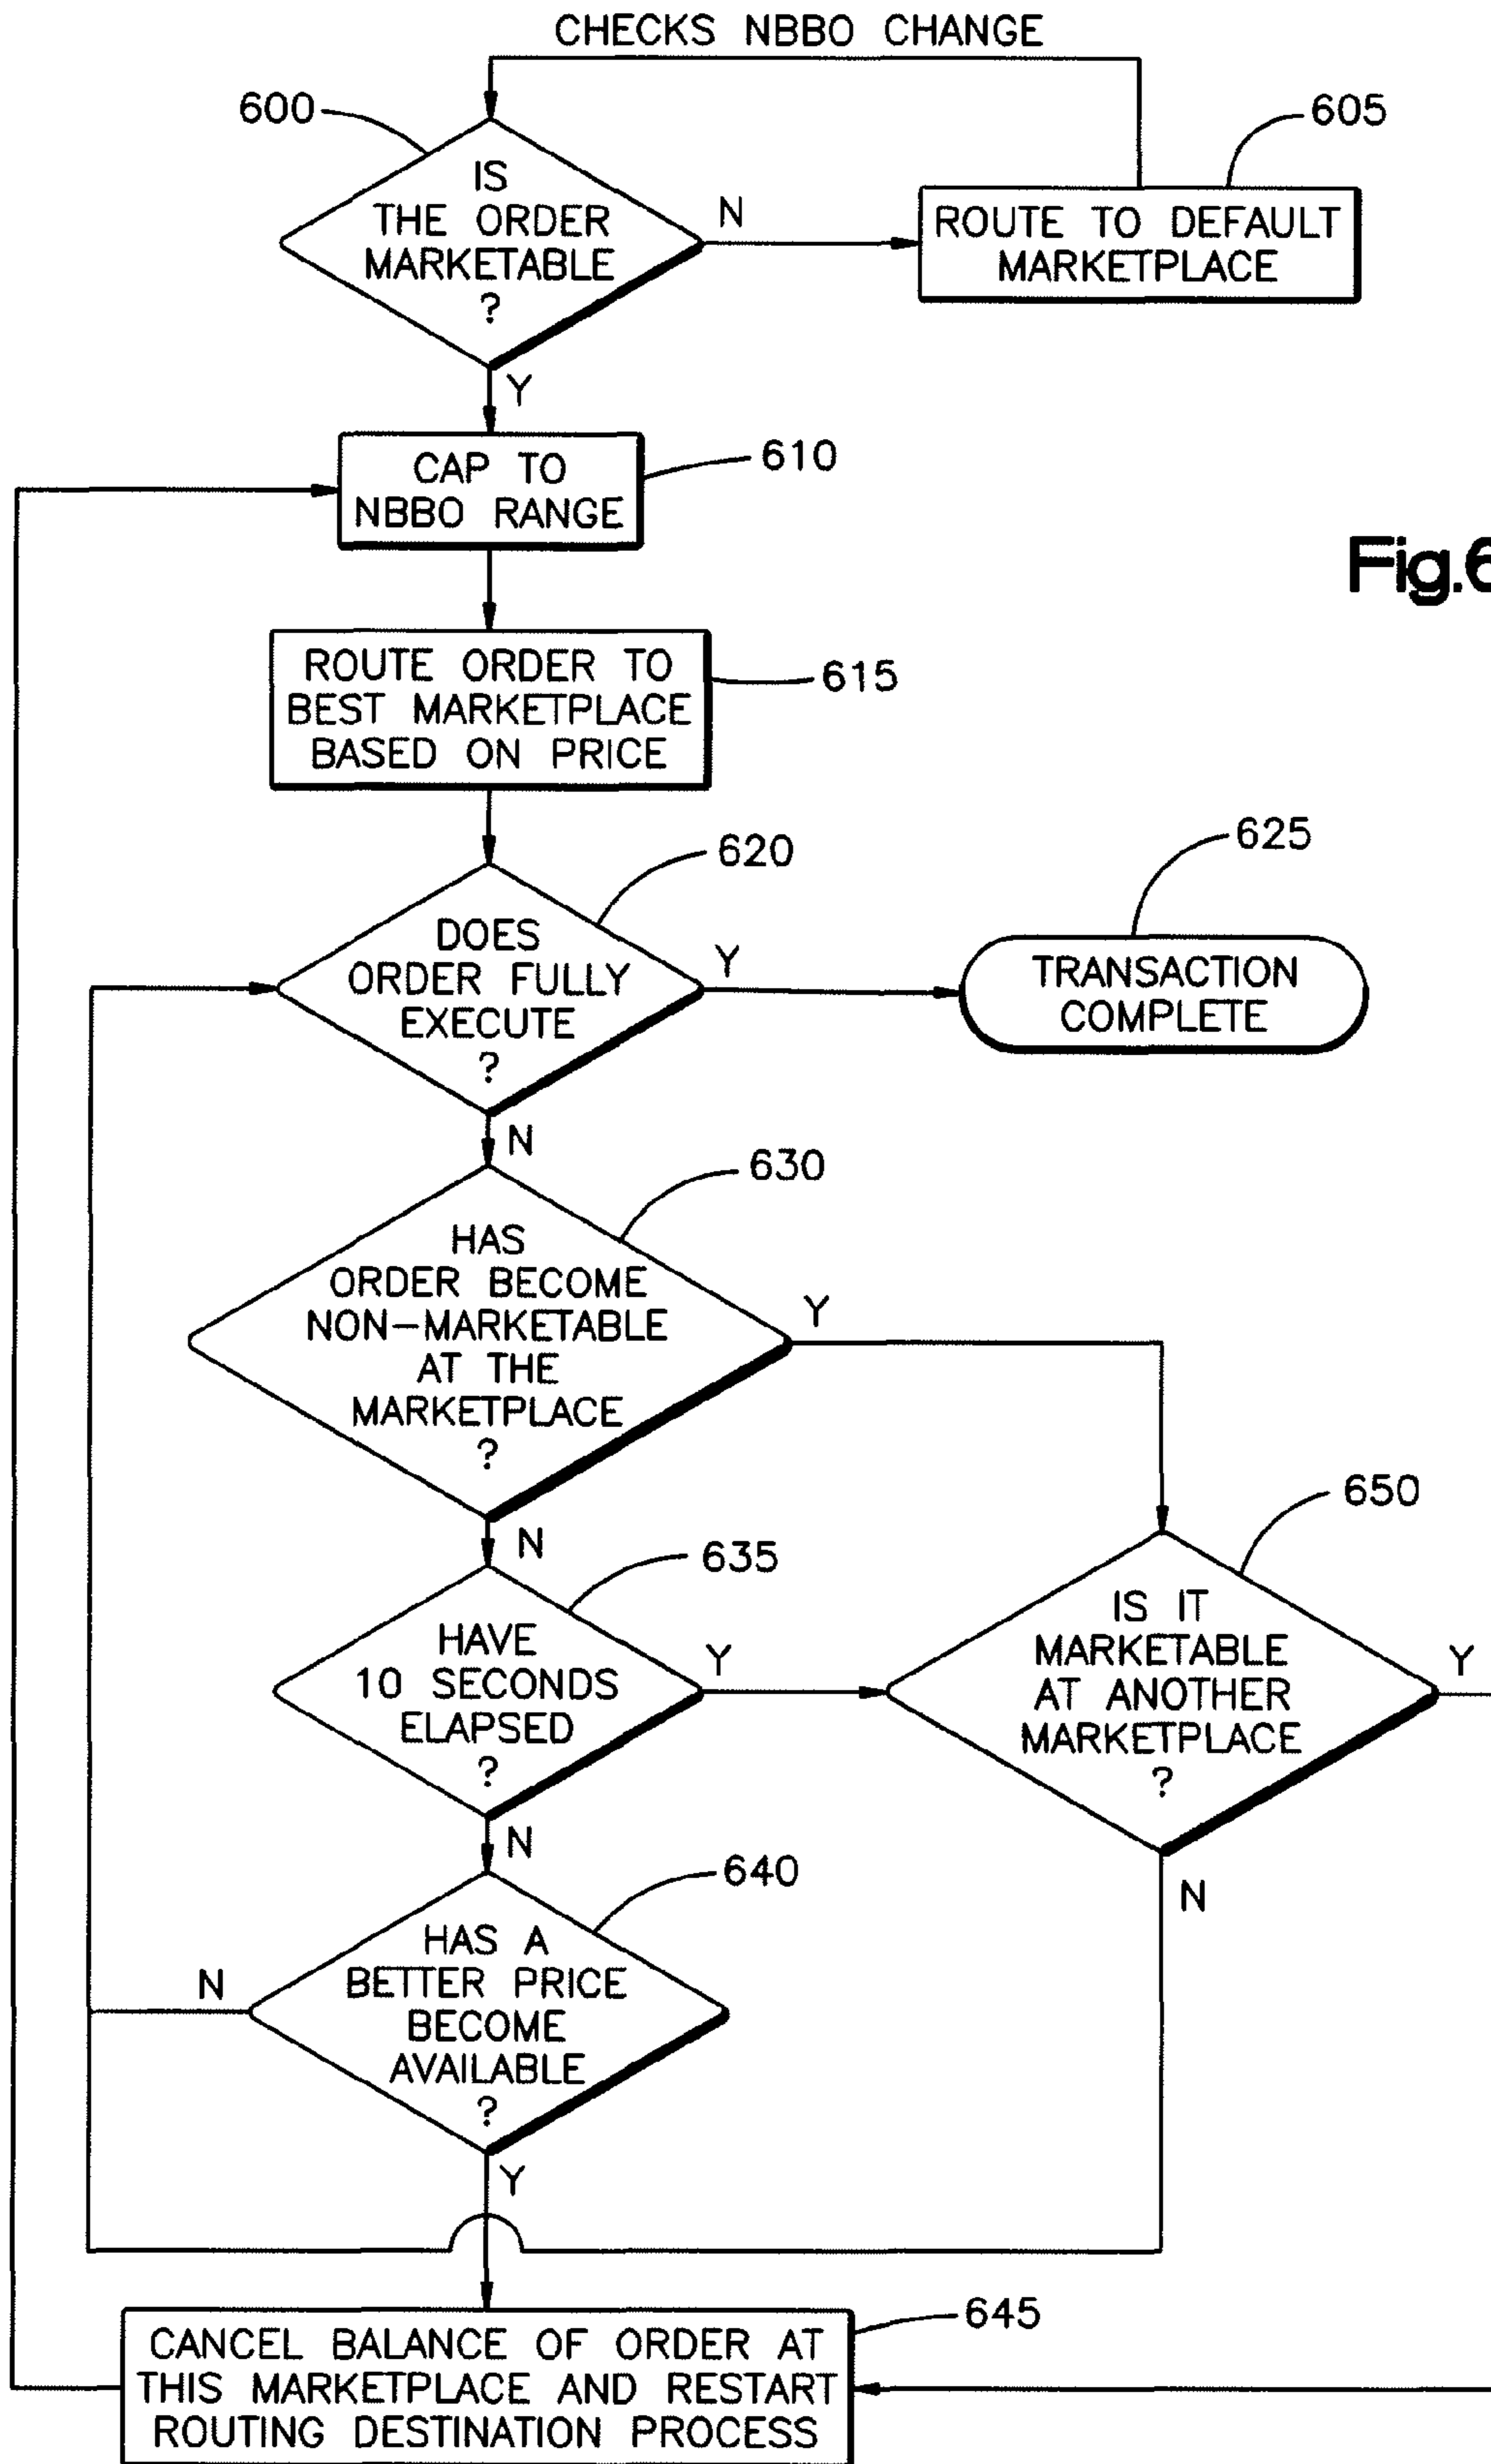 CHECKS NBBO CHANGE
600
605
IS
THE ORDER
MARKETABLE
?
N
ROUTE TO DEFAULT
MARKETPLACE
Y
CAP TO
NBBO RANGE
610
Fig.6
ROUTE ORDER TO
BEST MARKETPLACE
BASED ON PRICE
615
620
625
DOES
ORDER FULLY
EXECUTE
?
Y
TRANSACTION
COMPLETE
N
630
HAS
ORDER BECOME
NON-MARKETABLE
AT THE
MARKETPLACE
?
Y
N
635
650
HAVE
10 SECONDS
ELAPSED
?
Y
IS IT
MARKETABLE
AT ANOTHER
MARKETPLACE
?
Y
N
640
N
HAS A
BETTER PRICE
BECOME
AVAILABLE
?
N
Y
645
CANCEL BALANCE OF ORDER AT
THIS MARKETPLACE AND RESTART
ROUTING DESTINATION PROCESS